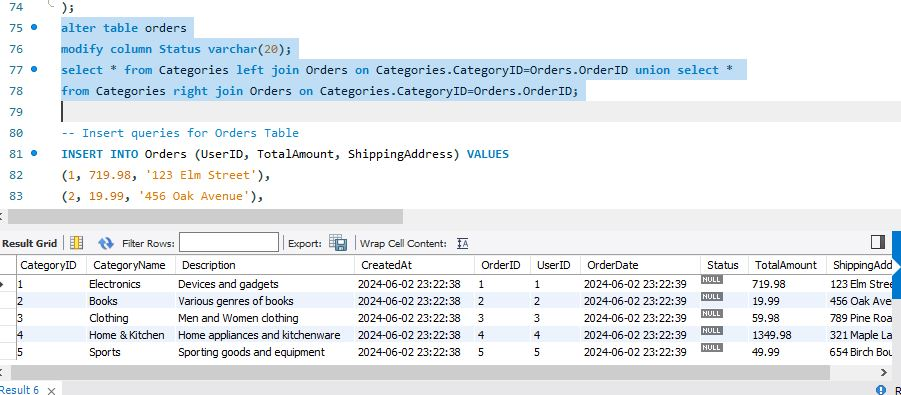 74 );
75 alter table orders
76 modify column Status varchar(20);
77 select * from Categories left join Orders on Categories.CategoryID=Orders.OrderID union select *
78 from Categories right join Orders on Categories.CategoryID=Orders.OrderID;
79
80 -- Insert queries for Orders Table
81 INSERT INTO Orders (UserID, TotalAmount, ShippingAddress) VALUES
82 (1, 719.98, '123 Elm Street'),
83 (2, 19.99, '456 Oak Avenue'),
Result Grid Filter Rows: Export: Wrap Cell Content:
CategoryID CategoryName Description CreatedAt OrderID UserID OrderDate Status TotalAmount ShippingAdd
1 Electronics Devices and gadgets 2024-06-02 23:22:38 1 1 2024-06-02 23:22:39 NULL 719.98 123 Elm Stree
2 Books Various genres of books 2024-06-02 23:22:38 2 2 2024-06-02 23:22:39 NULL 19.99 456 Oak Ave
3 Clothing Men and Women clothing 2024-06-02 23:22:38 3 3 2024-06-02 23:22:39 NULL 59.98 789 Pine Roa
4 Home & Kitchen Home appliances and kitchenware 2024-06-02 23:22:38 4 4 2024-06-02 23:22:39 NULL 1349.98 321 Maple La
5 Sports Sporting goods and equipment 2024-06-02 23:22:38 5 5 2024-06-02 23:22:39 NULL 49.99 654 Birch Bou
Result 6 R